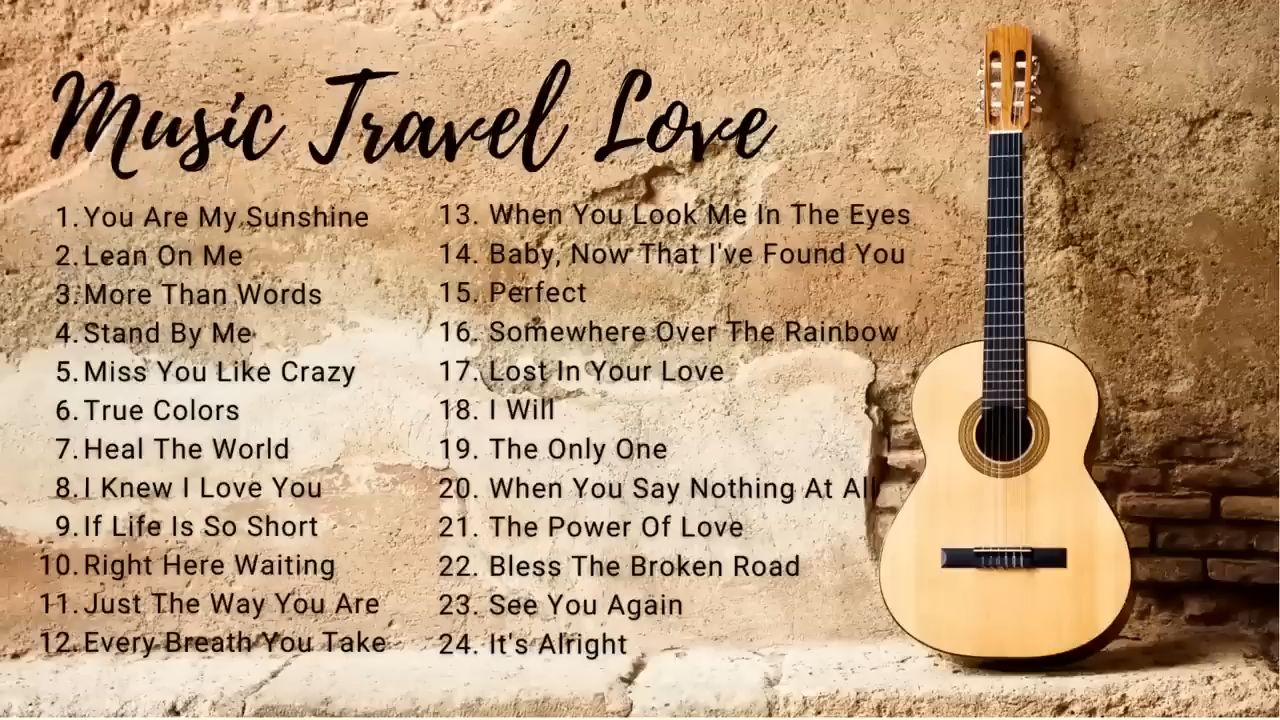 Music Travel Love
1. You Are My Sunshine
2. Lean On Me
3. More Than Words
4. Stand By Me
5. Miss You Like Crazy
6. True Colors
7. Heal The World
8. I Knew I Love You
9. If Life Is So Short
10. Right Here Waiting
11. Just The Way You Are
12. Every Breath You Take
13. When You Look Me In The Eyes
14. Baby, Now That I've Found You
15. Perfect
16. Somewhere Over The Rainbow
17. Lost In Your Love
18. I Will
19. The Only One
20. When You Say Nothing At All
21. The Power Of Love
22. Bless The Broken Road
23. See You Again
24. It's Alright